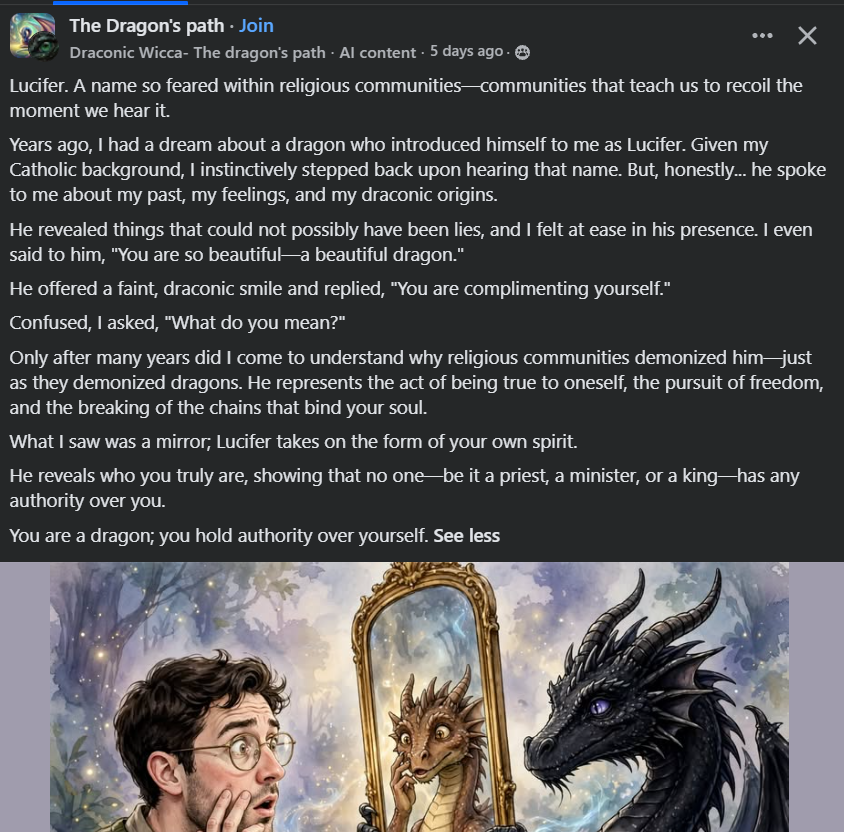 The Dragon's path · Join
Draconic Wicca- The dragon's path · AI content · 5 days ago ·
Lucifer. A name so feared within religious communities—communities that teach us to recoil the
moment we hear it.
Years ago, I had a dream about a dragon who introduced himself to me as Lucifer. Given my
Catholic background, I instinctively stepped back upon hearing that name. But, honestly... he spoke
to me about my past, my feelings, and my draconic origins.
He revealed things that could not possibly have been lies, and I felt at ease in his presence. I even
said to him, "You are so beautiful—a beautiful dragon."
He offered a faint, draconic smile and replied, "You are complimenting yourself."
Confused, I asked, "What do you mean?"
Only after many years did I come to understand why religious communities demonized him—just
as they demonized dragons. He represents the act of being true to oneself, the pursuit of freedom,
and the breaking of the chains that bind your soul.
What I saw was a mirror; Lucifer takes on the form of your own spirit.
He reveals who you truly are, showing that no one—be it a priest, a minister, or a king—has any
authority over you.
You are a dragon; you hold authority over yourself. See less